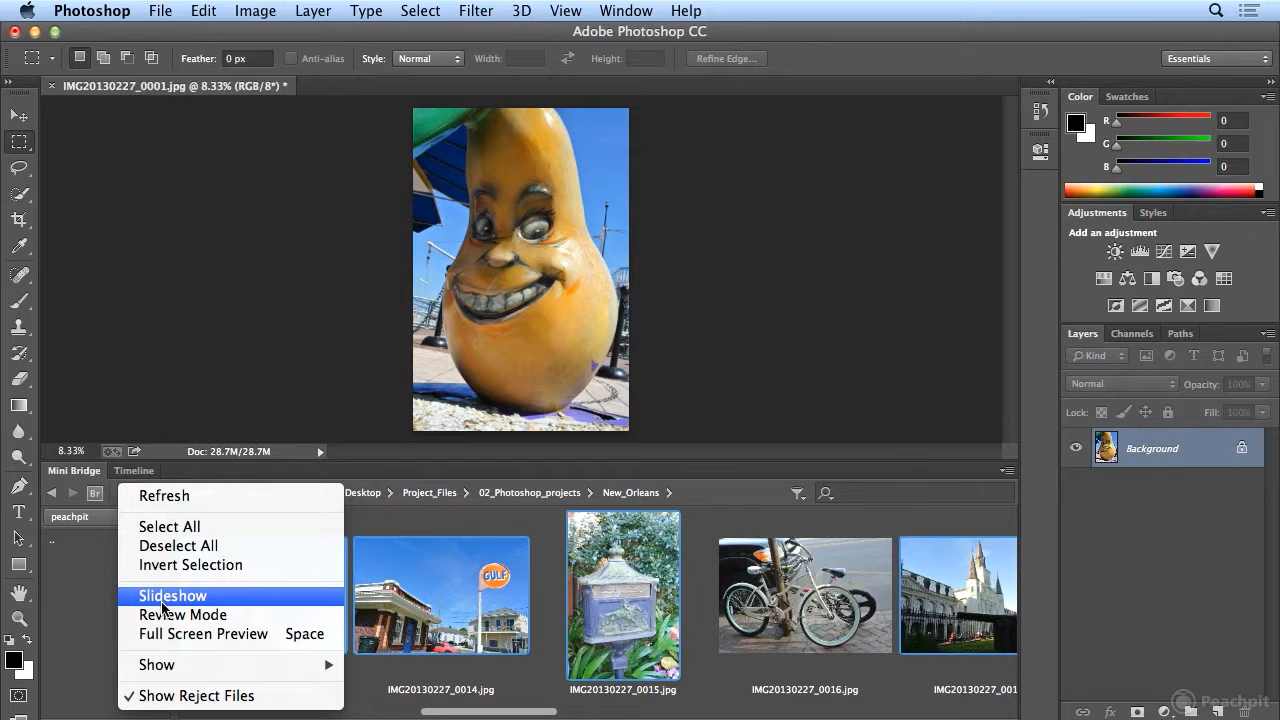 Photoshop File Edit Image Layer Type Select Filter 3D View Window Help
Adobe Photoshop CC
Feather: 0 px Anti-alias Style: Normal Width: Height: Refine Edge... Essentials
IMG20130227_0001.jpg @ 8.33% (RGB/8*) *
Color Swatches
R 0
G 0
B 0
Adjustments Styles
Add an adjustment
Layers Channels Paths
Kind
Normal Opacity: 100%
Lock: Fill: 100%
Background
8.33% Doc: 28.7M/28.7M
Mini Bridge Timeline
Br Desktop Project_Files 02_Photoshop_projects New_Orleans
peachpit
..
Refresh
Select All
Deselect All
Invert Selection
Slideshow
Review Mode
Full Screen Preview Space
Show
Show Reject Files
GULF
IMG20130227_0014.jpg IMG20130227_0015.jpg IMG20130227_0016.jpg IMG20130227_001
fx
Peachpit